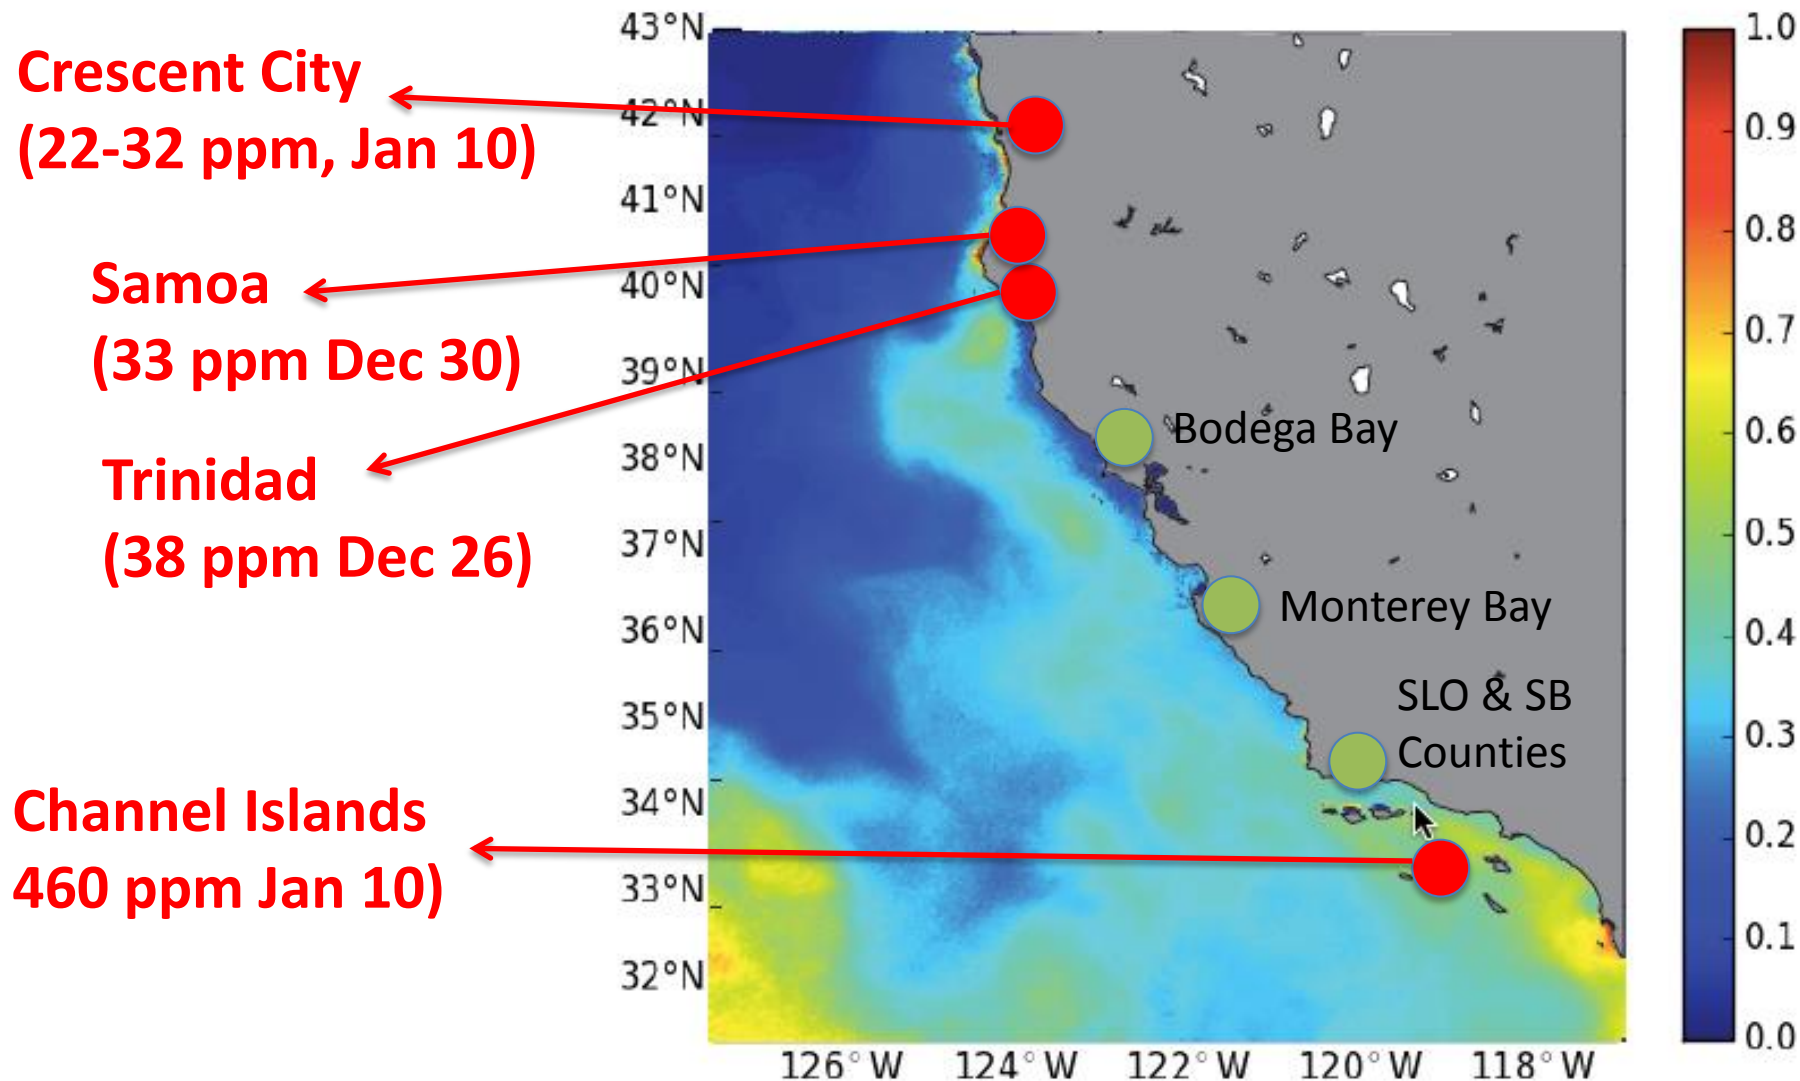 Crescent City
(22-32 ppm, Jan 10)
Samoa
(33 ppm Dec 30)
Trinidad
(38 ppm Dec 26)
Channel Islands
460 ppm Jan 10)
43°N
42°N
41°N
40°N
39°N
38°N
37°N
36°N
35°N
34°N
33°N
32°N
Bodega Bay
Monterey Bay
SLO & SB
Counties
126°W
124°W
122°W
120°W
118°W
1.0
0.9
0.8
0.7
0.6
0.5
0.4
0.3
0.2
0.1
0.0